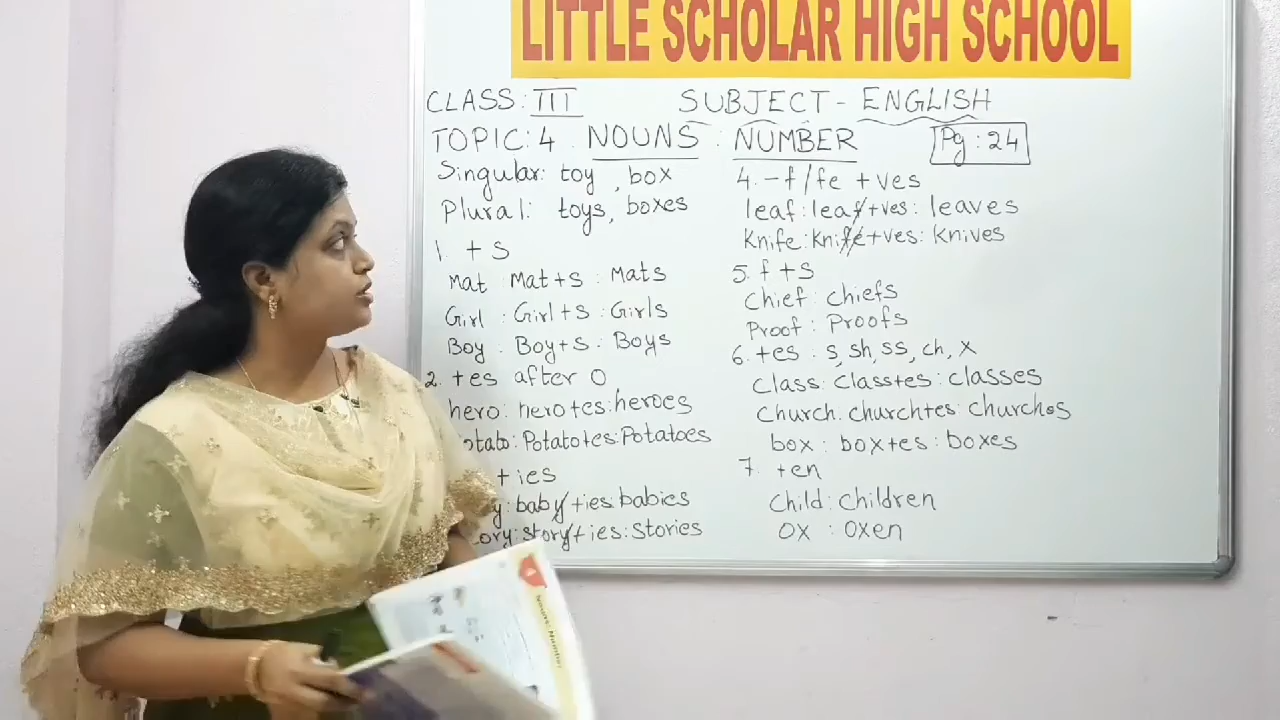 LITTLE SCHOLAR HIGH SCHOOL
CLASS: III SUBJECT - ENGLISH
TOPIC: 4 NOUNS : NUMBER Pg: 24
Singular: toy, box
Plural: toys, boxes
1. + s
Mat : Mat+s : Mats
Girl : Girl+s : Girls
Boy : Boy+s : Boys
2. +es after O
hero: hero+es: heroes
otato: Potato+es: Potatoes
+ ies
y: baby+ies: babies
ory: story+ies: stories
4. -f/fe +ves
leaf: leaf+ves: leaves
Knife: Knife+ves: Knives
5. f +s
Chief : chiefs
Proof : Proofs
6. +es : s, sh, ss, ch, x
Class: Class+es: classes
Church: church+es: churches
box : box+es : boxes
7. +en
Child : Children
Ox : Oxen
Nouns: Number